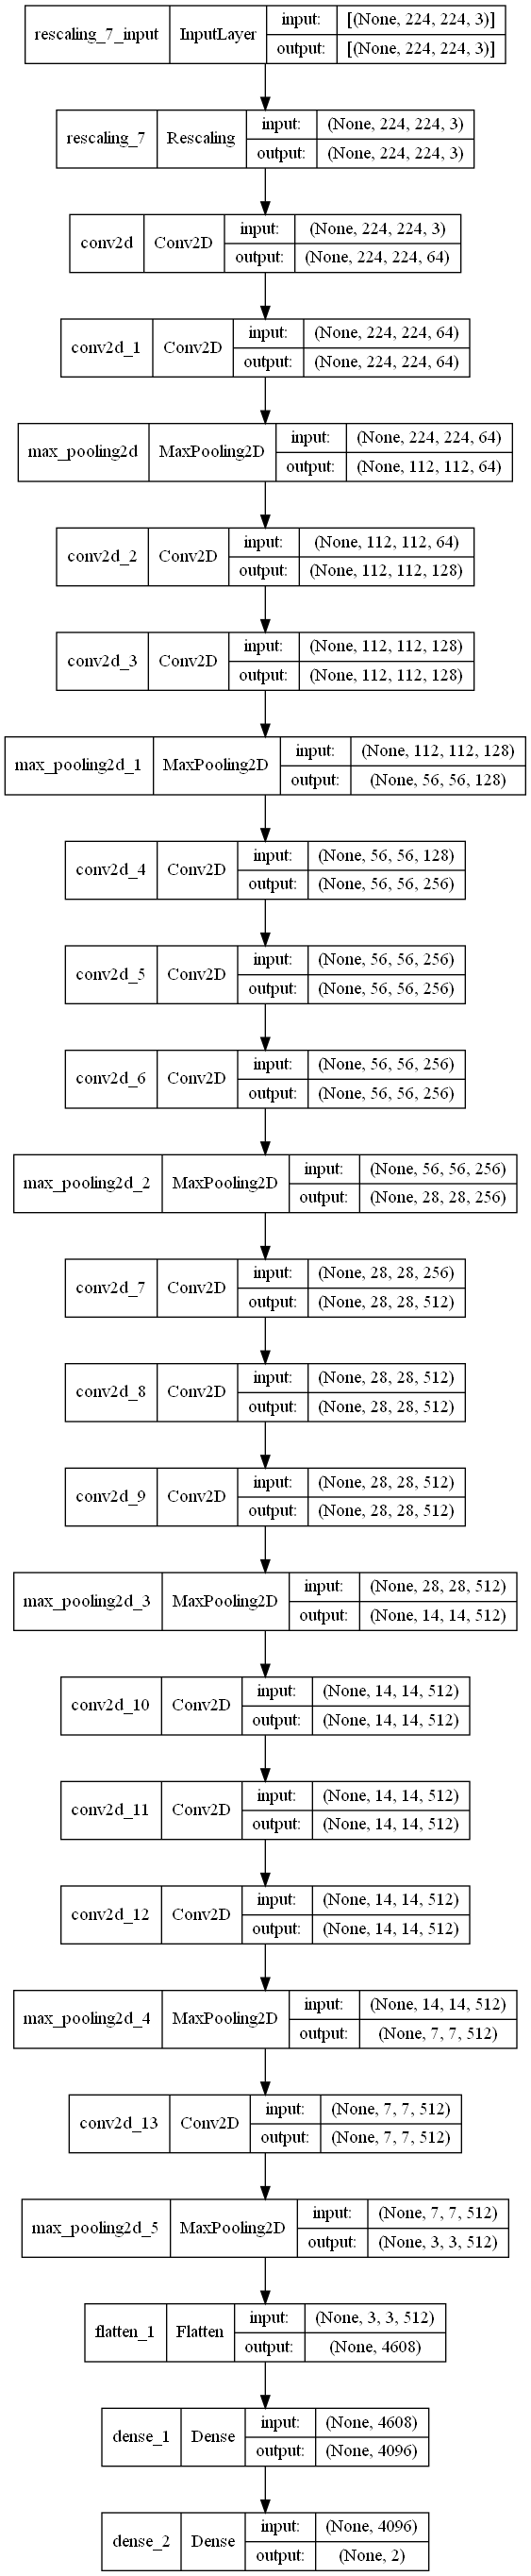 rescaling_7_input InputLayer input: [(None, 224, 224, 3)]
output: [(None, 224, 224, 3)]
rescaling_7 Rescaling input: (None, 224, 224, 3)
output: (None, 224, 224, 3)
conv2d Conv2D input: (None, 224, 224, 3)
output: (None, 224, 224, 64)
conv2d_1 Conv2D input: (None, 224, 224, 64)
output: (None, 224, 224, 64)
max_pooling2d MaxPooling2D input: (None, 224, 224, 64)
output: (None, 112, 112, 64)
conv2d_2 Conv2D input: (None, 112, 112, 64)
output: (None, 112, 112, 128)
conv2d_3 Conv2D input: (None, 112, 112, 128)
output: (None, 112, 112, 128)
max_pooling2d_1 MaxPooling2D input: (None, 112, 112, 128)
output: (None, 56, 56, 128)
conv2d_4 Conv2D input: (None, 56, 56, 128)
output: (None, 56, 56, 256)
conv2d_5 Conv2D input: (None, 56, 56, 256)
output: (None, 56, 56, 256)
conv2d_6 Conv2D input: (None, 56, 56, 256)
output: (None, 56, 56, 256)
max_pooling2d_2 MaxPooling2D input: (None, 56, 56, 256)
output: (None, 28, 28, 256)
conv2d_7 Conv2D input: (None, 28, 28, 256)
output: (None, 28, 28, 512)
conv2d_8 Conv2D input: (None, 28, 28, 512)
output: (None, 28, 28, 512)
conv2d_9 Conv2D input: (None, 28, 28, 512)
output: (None, 28, 28, 512)
max_pooling2d_3 MaxPooling2D input: (None, 28, 28, 512)
output: (None, 14, 14, 512)
conv2d_10 Conv2D input: (None, 14, 14, 512)
output: (None, 14, 14, 512)
conv2d_11 Conv2D input: (None, 14, 14, 512)
output: (None, 14, 14, 512)
conv2d_12 Conv2D input: (None, 14, 14, 512)
output: (None, 14, 14, 512)
max_pooling2d_4 MaxPooling2D input: (None, 14, 14, 512)
output: (None, 7, 7, 512)
conv2d_13 Conv2D input: (None, 7, 7, 512)
output: (None, 7, 7, 512)
max_pooling2d_5 MaxPooling2D input: (None, 7, 7, 512)
output: (None, 3, 3, 512)
flatten_1 Flatten input: (None, 3, 3, 512)
output: (None, 4608)
dense_1 Dense input: (None, 4608)
output: (None, 4096)
dense_2 Dense input: (None, 4096)
output: (None, 2)